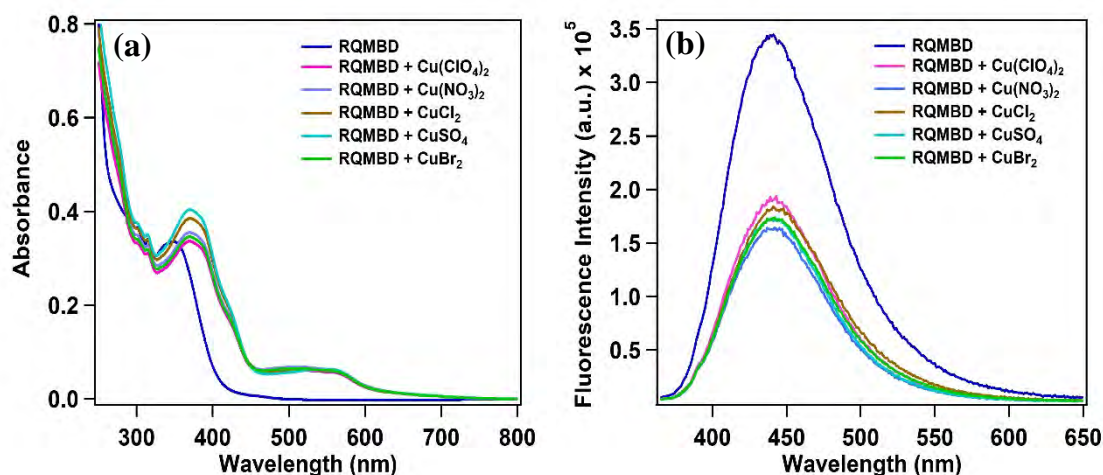 (a)
0.8
0.6
0.4
0.2
0.0
Absorbance
300 400 500 600 700 800
Wavelength (nm)
RQMBD
RQMBD + Cu(ClO₄)₂
RQMBD + Cu(NO₃)₂
RQMBD + CuCl₂
RQMBD + CuSO₄
RQMBD + CuBr₂
(b)
3.5
3.0
2.5
2.0
1.5
1.0
0.5
Fluorescence Intensity (a.u.) x 10⁵
400 450 500 550 600 650
Wavelength (nm)
RQMBD
RQMBD + Cu(ClO₄)₂
RQMBD + Cu(NO₃)₂
RQMBD + CuCl₂
RQMBD + CuSO₄
RQMBD + CuBr₂